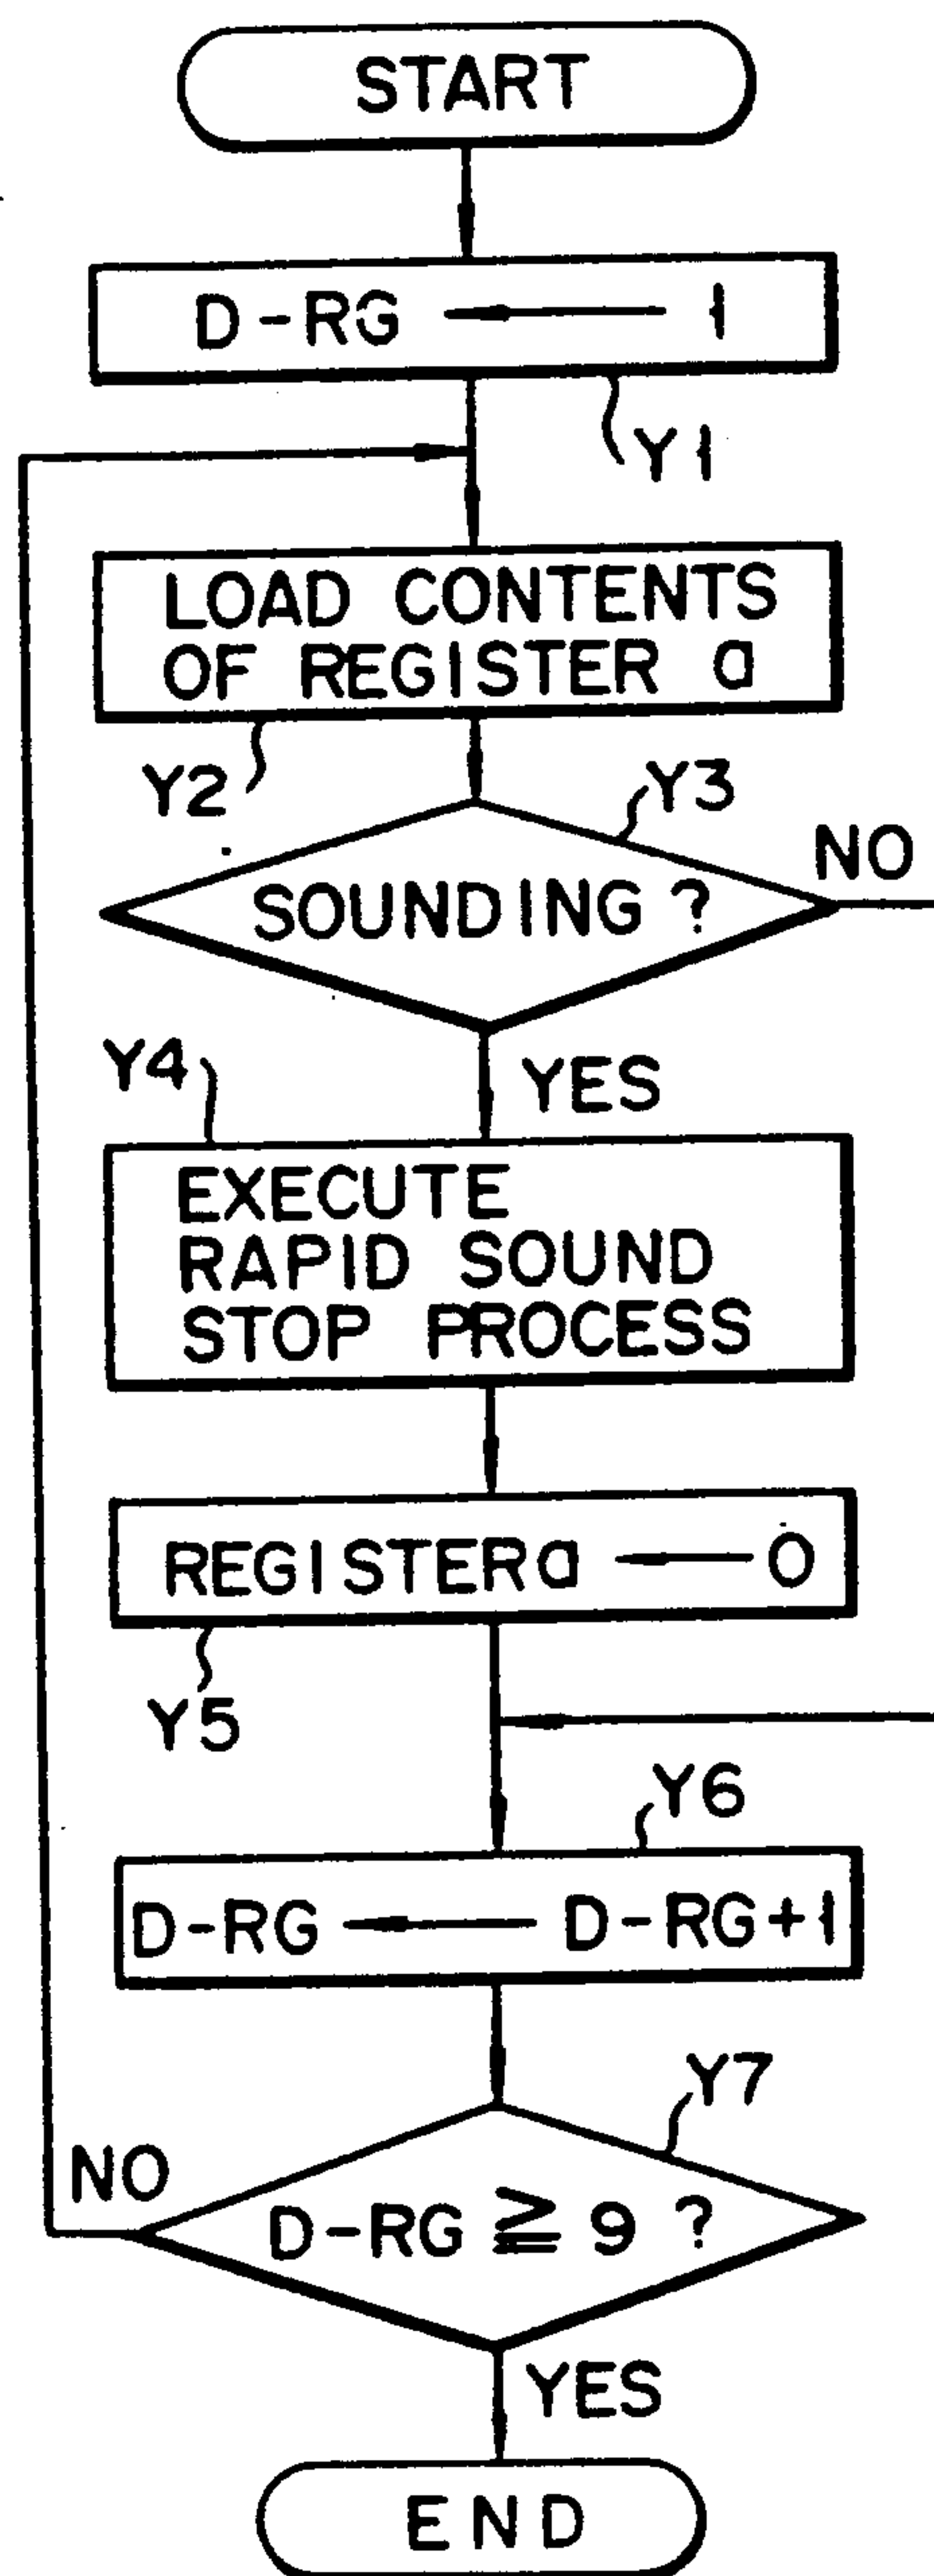 START
D-RG ← 1
Y1
LOAD CONTENTS
OF REGISTER a
Y2
Y3
SOUNDING ?
NO
YES
Y4
EXECUTE
RAPID SOUND
STOP PROCESS
REGISTER a ← 0
Y5
Y6
D-RG ← D-RG+1
Y7
D-RG ≧ 9 ?
NO
YES
END